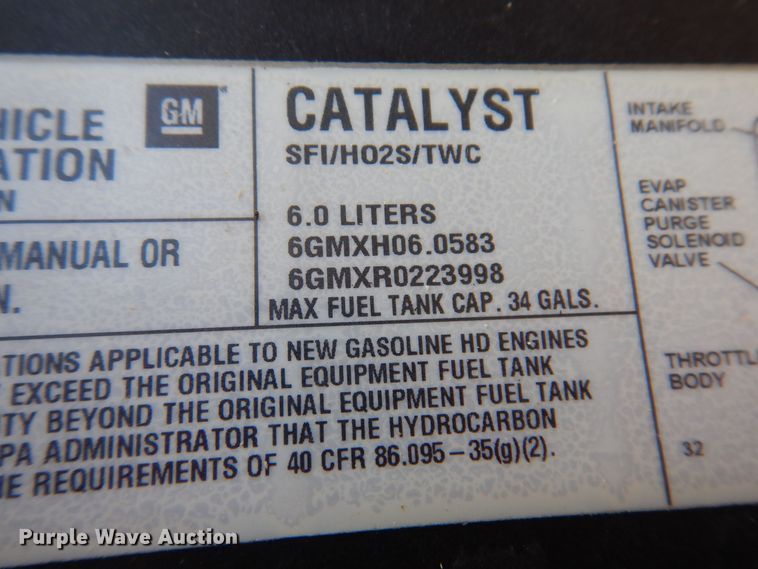 GM
HICLE
ATION
N
MANUAL OR
N.
CATALYST
SFI/HO2S/TWC
6.0 LITERS
6GMXH06.0583
6GMXR0223998
MAX FUEL TANK CAP. 34 GALS.
INTAKE
MANIFOLD
EVAP
CANISTER
PURGE
SOLENOID
VALVE
THROTTL
BODY
32
TIONS APPLICABLE TO NEW GASOLINE HD ENGINES
EXCEED THE ORIGINAL EQUIPMENT FUEL TANK
ITY BEYOND THE ORIGINAL EQUIPMENT FUEL TANK
PA ADMINISTRATOR THAT THE HYDROCARBON
E REQUIREMENTS OF 40 CFR 86.095-35(g)(2).
Purple Wave Auction